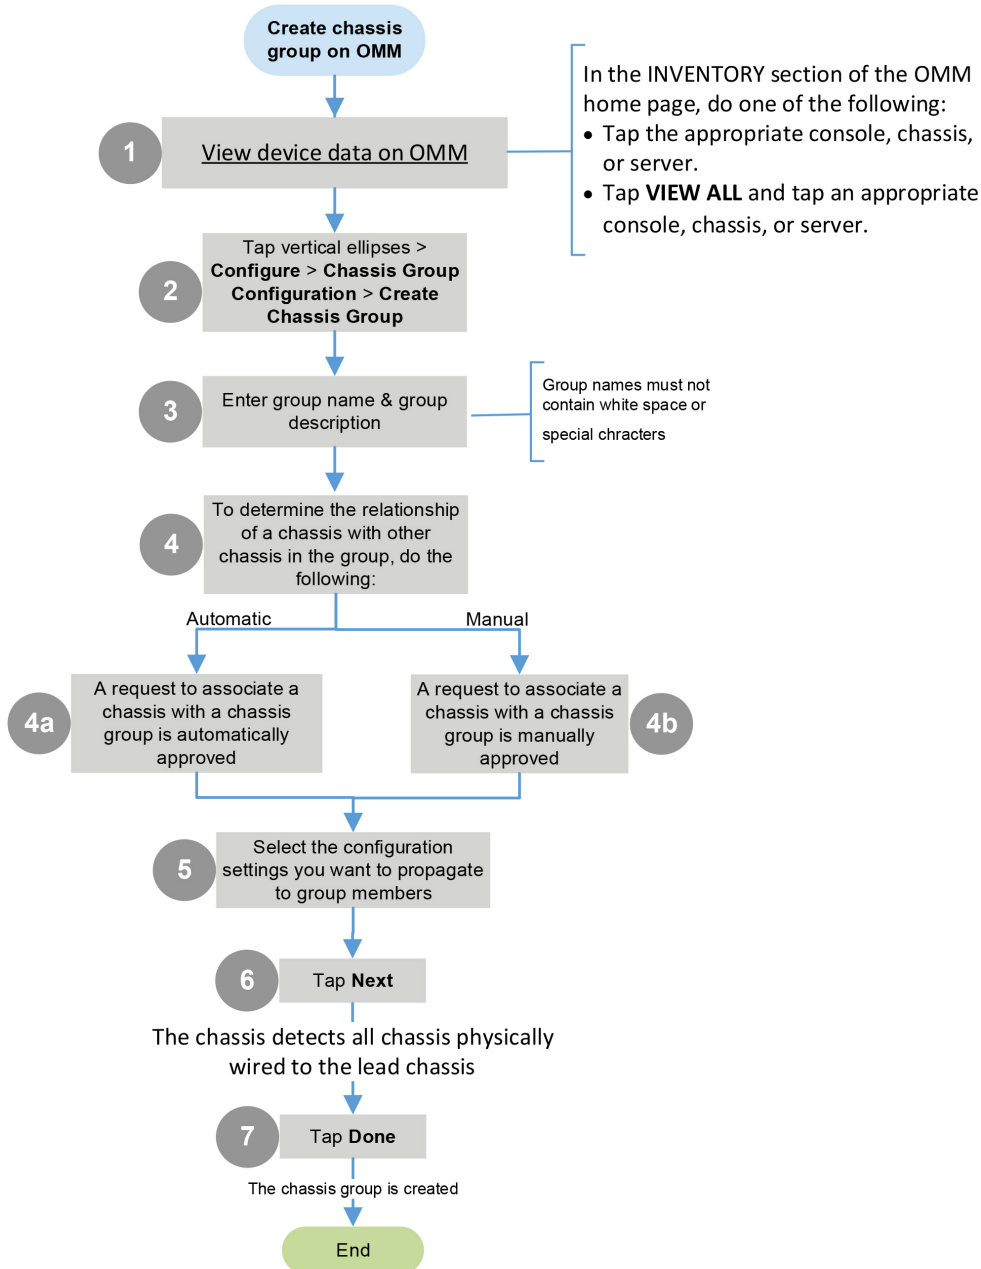 Create chassis
group on OMM
1
View device data on OMM
In the INVENTORY section of the OMM
home page, do one of the following:
• Tap the appropriate console, chassis,
or server.
• Tap VIEW ALL and tap an appropriate
console, chassis, or server.
2
Tap vertical ellipses >
Configure > Chassis Group
Configuration > Create
Chassis Group
3
Enter group name & group
description
Group names must not
contain white space or
special chracters
4
To determine the relationship
of a chassis with other
chassis in the group, do the
following:
Automatic
Manual
4a
A request to associate a
chassis with a chassis
group is automatically
approved
A request to associate a
chassis with a chassis
group is manually
approved
4b
5
Select the configuration
settings you want to propagate
to group members
6
Tap Next
The chassis detects all chassis physically
wired to the lead chassis
7
Tap Done
The chassis group is created
End